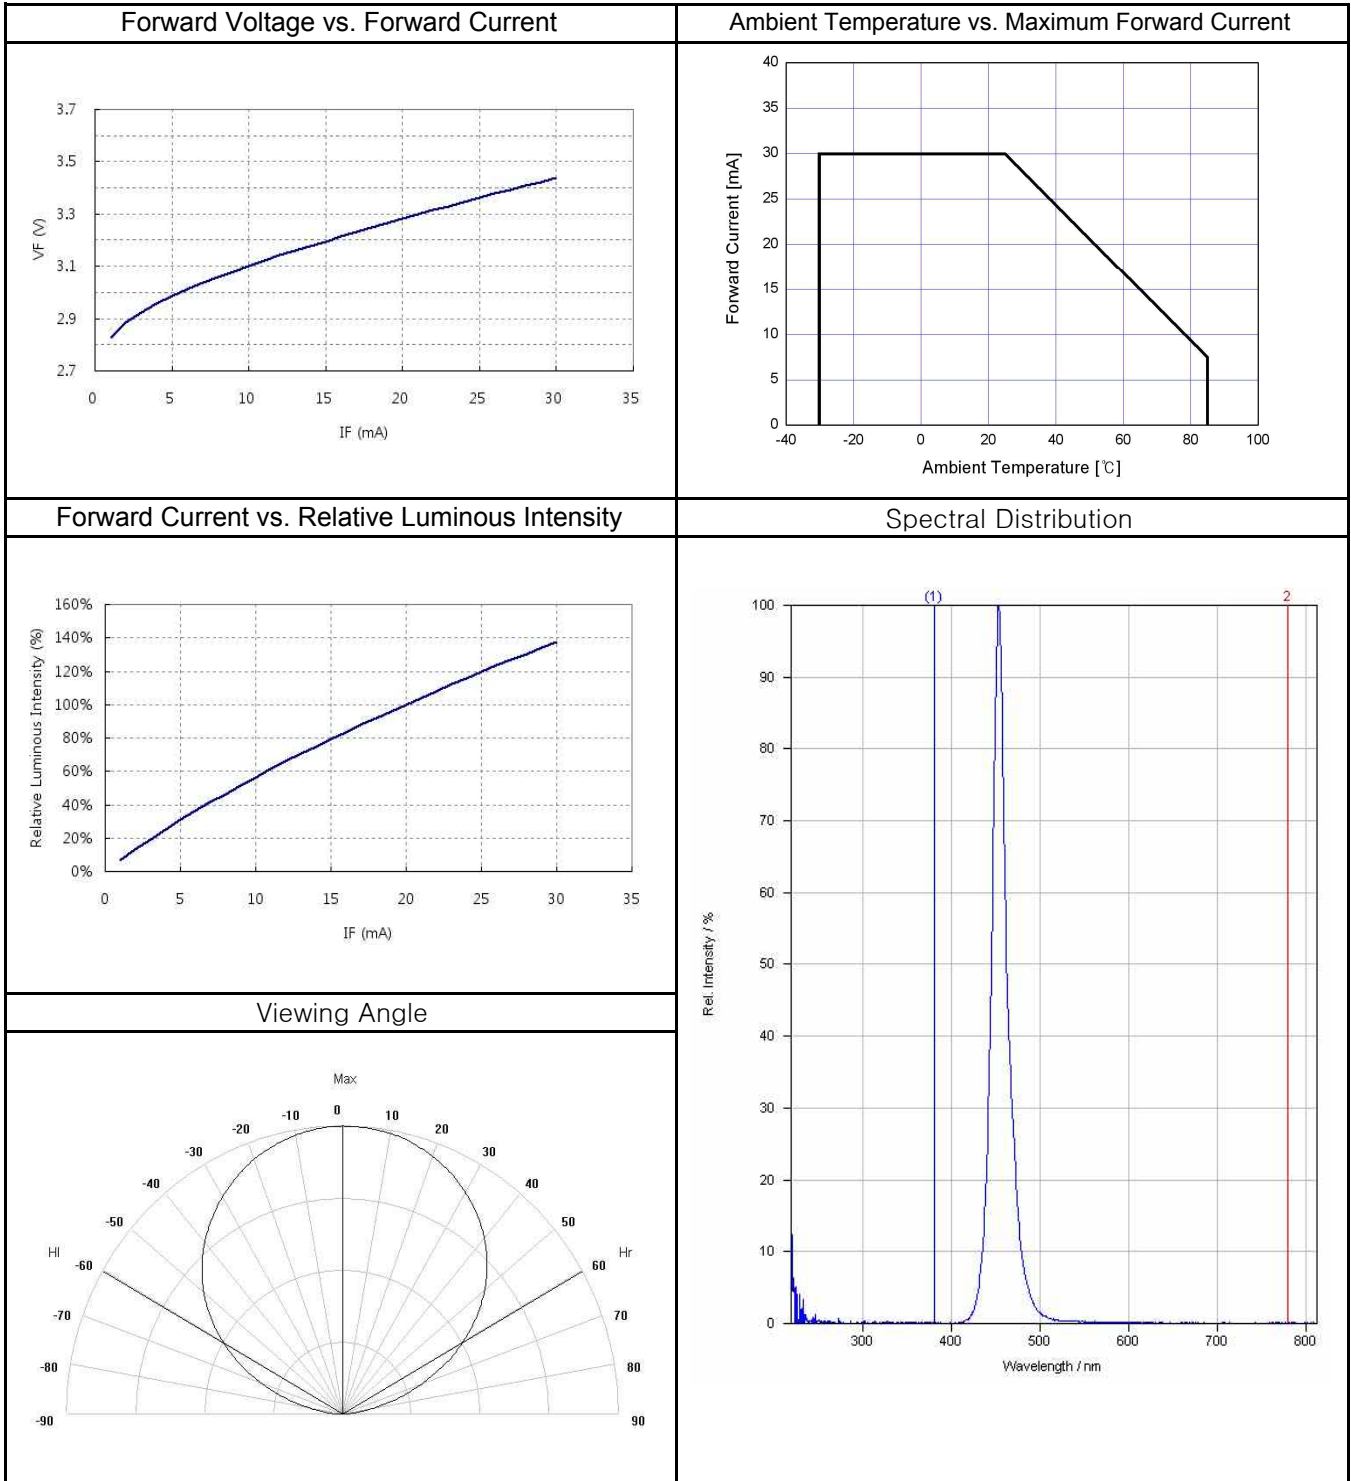 Forward Voltage vs. Forward Current
3.7
3.5
3.3
3.1
2.9
2.7
VF (V)
0 5 10 15 20 25 30 35
IF (mA)
Ambient Temperature vs. Maximum Forward Current
40
35
30
25
20
15
10
5
0
Forward Current [mA]
-40 -20 0 20 40 60 80 100
Ambient Temperature [℃]
Forward Current vs. Relative Luminous Intensity
160%
140%
120%
100%
80%
60%
40%
20%
0%
Relative Luminous Intensity (%)
0 5 10 15 20 25 30 35
IF (mA)
Spectral Distribution
(1) 2
100
90
80
70
60
50
40
30
20
10
0
Rel. Intensity / %
300 400 500 600 700 800
Wavelength / nm
Viewing Angle
Max
-10 0 10
-20 20
-30 30
-40 40
-50 50
Hl Hr
-60 60
-70 70
-80 80
-90 90